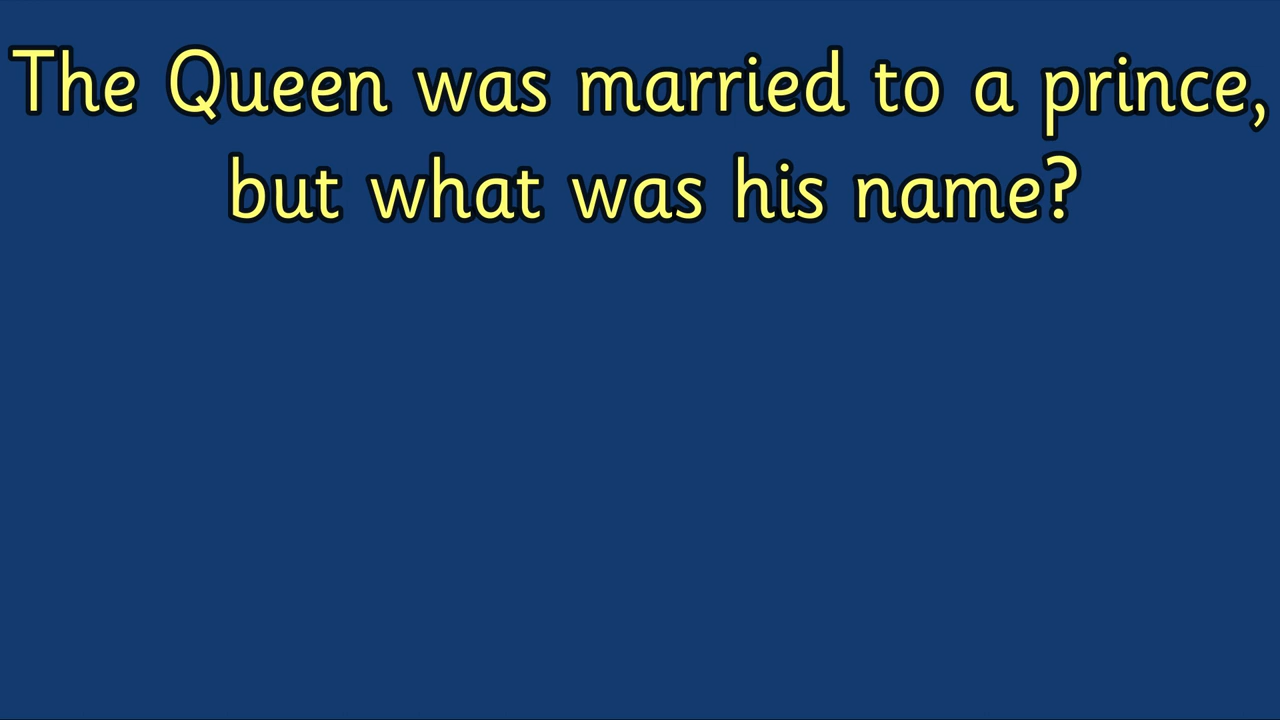 The Queen was married to a prince,
but what was his name?